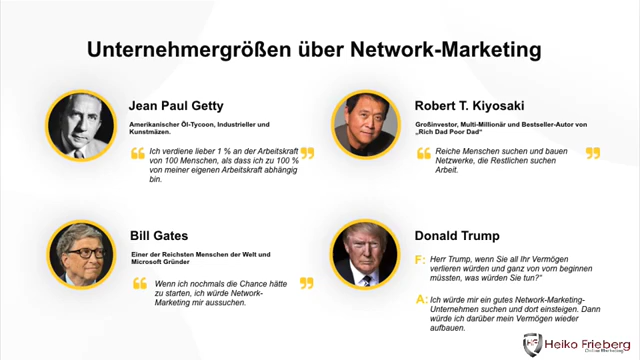 Unternehmergrößen über Network-Marketing
Jean Paul Getty
Amerikanischer Öl-Tycoon, Industrieller und
Kunstmäzen.
Ich verdiene lieber 1 % an der Arbeitskraft
von 100 Menschen, als dass ich zu 100 %
von meiner eigenen Arbeitskraft abhängig
bin.
Robert T. Kiyosaki
Großinvestor, Multi-Millionär und Bestseller-Autor von
„Rich Dad Poor Dad“
Reiche Menschen suchen und bauen
Netzwerke, die Restlichen suchen
Arbeit.
Bill Gates
Einer der Reichsten Menschen der Welt und
Microsoft Gründer
Wenn ich nochmals die Chance hätte
zu starten, ich würde Network-
Marketing mir aussuchen.
Donald Trump
F: Herr Trump, wenn Sie all Ihr Vermögen
verlieren würden und ganz von vorn beginnen
müssten, was würden Sie tun?“
A: Ich würde mir ein gutes Network-Marketing-
Unternehmen suchen und dort einsteigen. Dann
würde ich darüber mein Vermögen wieder
aufbauen.
Heiko Frieberg
Online Marketing